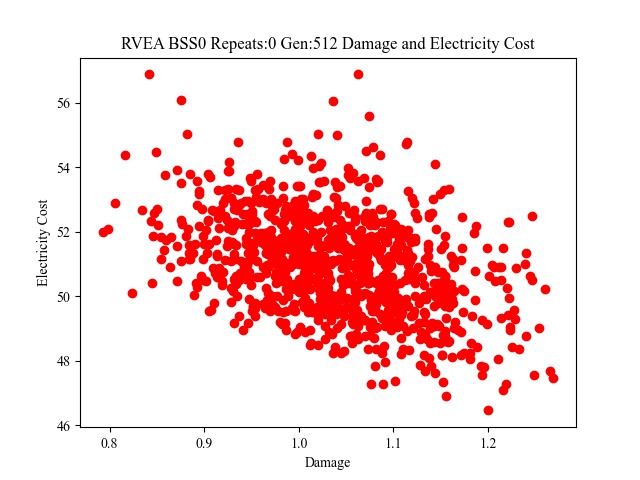 RVEA BSS0 Repeats:0 Gen:512 Damage and Electricity Cost
Electricity Cost
56
54
52
50
48
46
0.8 0.9 1.0 1.1 1.2
Damage